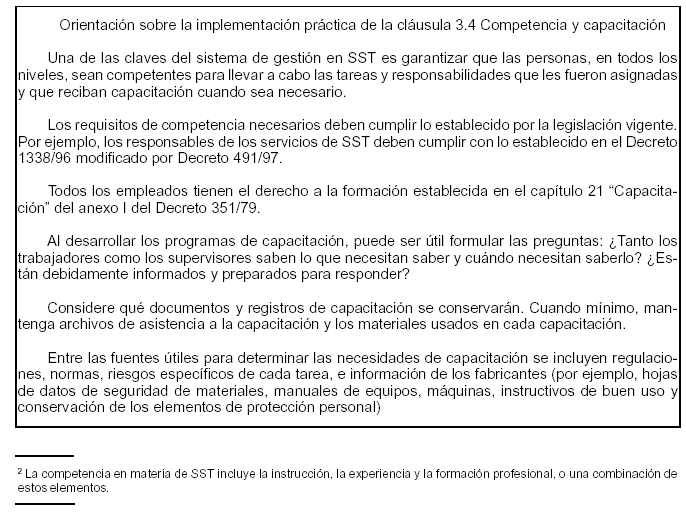 Orientación sobre la implementación práctica de la cláusula 3.4 Competencia y capacitación
Una de las claves del sistema de gestión en SST es garantizar que las personas, en todos los
niveles, sean competentes para llevar a cabo las tareas y responsabilidades que les fueron asignadas
y que reciban capacitación cuando sea necesario.
Los requisitos de competencia necesarios deben cumplir lo establecido por la legislación vigente.
Por ejemplo, los responsables de los servicios de SST deben cumplir con lo establecido en el Decreto
1338/96 modificado por Decreto 491/97.
Todos los empleados tienen el derecho a la formación establecida en el capítulo 21 “Capacita-
ción” del anexo I del Decreto 351/79.
Al desarrollar los programas de capacitación, puede ser útil formular las preguntas: ¿Tanto los
trabajadores como los supervisores saben lo que necesitan saber y cuándo necesitan saberlo? ¿Es-
tán debidamente informados y preparados para responder?
Considere qué documentos y registros de capacitación se conservarán. Cuando mínimo, man-
tenga archivos de asistencia a la capacitación y los materiales usados en cada capacitación.
Entre las fuentes útiles para determinar las necesidades de capacitación se incluyen regulacio-
nes, normas, riesgos específicos de cada tarea, e información de los fabricantes (por ejemplo, hojas
de datos de seguridad de materiales, manuales de equipos, máquinas, instructivos de buen uso y
conservación de los elementos de protección personal)
² La competencia en materia de SST incluye la instrucción, la experiencia y la formación profesional, o una combinación de
estos elementos.